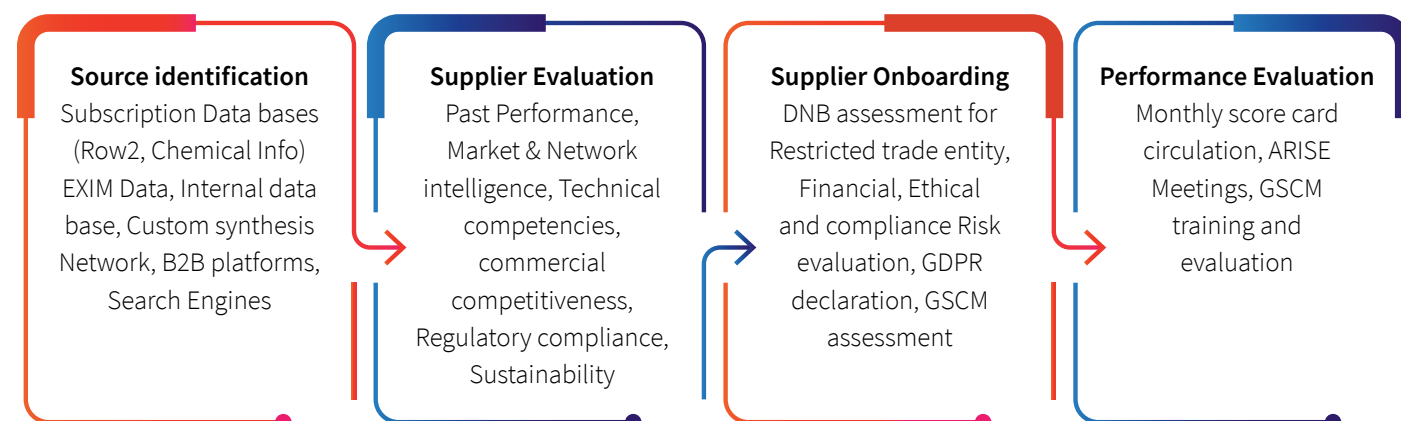 Source identification
Subscription Data bases
(Row2, Chemical Info)
EXIM Data, Internal data
base, Custom synthesis
Network, B2B platforms,
Search Engines
Supplier Evaluation
Past Performance,
Market & Network
intelligence, Technical
competencies,
commercial
competitiveness,
Regulatory compliance,
Sustainability
Supplier Onboarding
DNB assessment for
Restricted trade entity,
Financial, Ethical
and compliance Risk
evaluation, GDPR
declaration, GSCM
assessment
Performance Evaluation
Monthly score card
circulation, ARISE
Meetings, GSCM
training and
evaluation